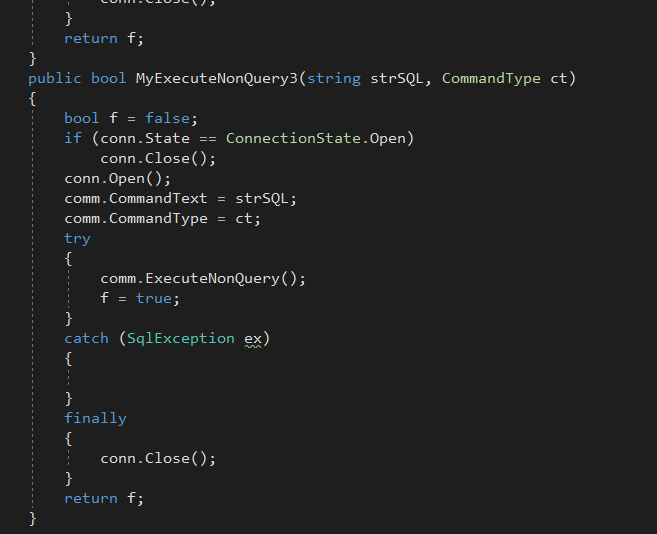 conn.Close();
}
return f;
}
public bool MyExecuteNonQuery3(string strSQL, CommandType ct)
{
bool f = false;
if (conn.State == ConnectionState.Open)
conn.Close();
conn.Open();
comm.CommandText = strSQL;
comm.CommandType = ct;
try
{
comm.ExecuteNonQuery();
f = true;
}
catch (SqlException ex)
{
}
finally
{
conn.Close();
}
return f;
}